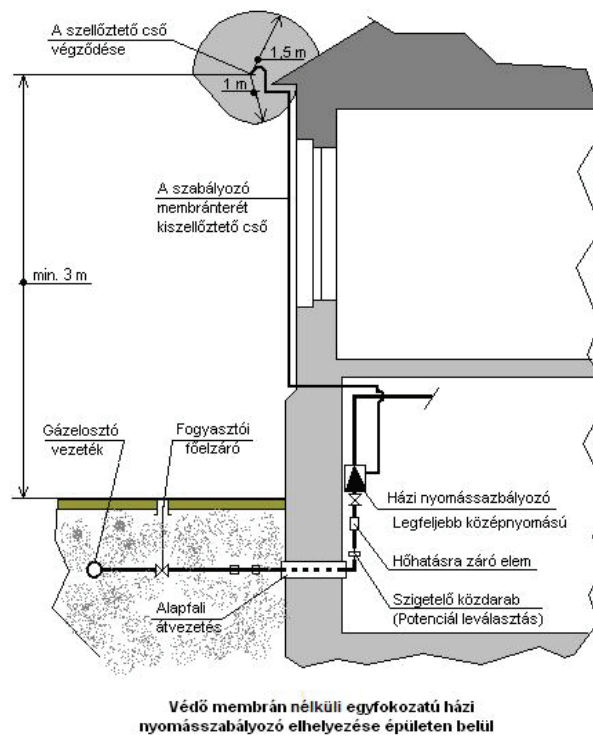 A szellőztető cső
végződése
1,5 m
1 m
A szabályozó
membránterét
kiszellőztető cső
min. 3 m
Gázelosztó
vezeték
Fogyasztói
főelzáró
Házi nyomássazbályozó
Legfeljebb középnyomású
Hőhatásra záró elem
Alapfali
átvezetés
Szigetelő közdarab
(Potenciál leválasztás)
Védő membrán nélküli egyfokozatú házi
nyomásszabályozó elhelyezése épületen belül